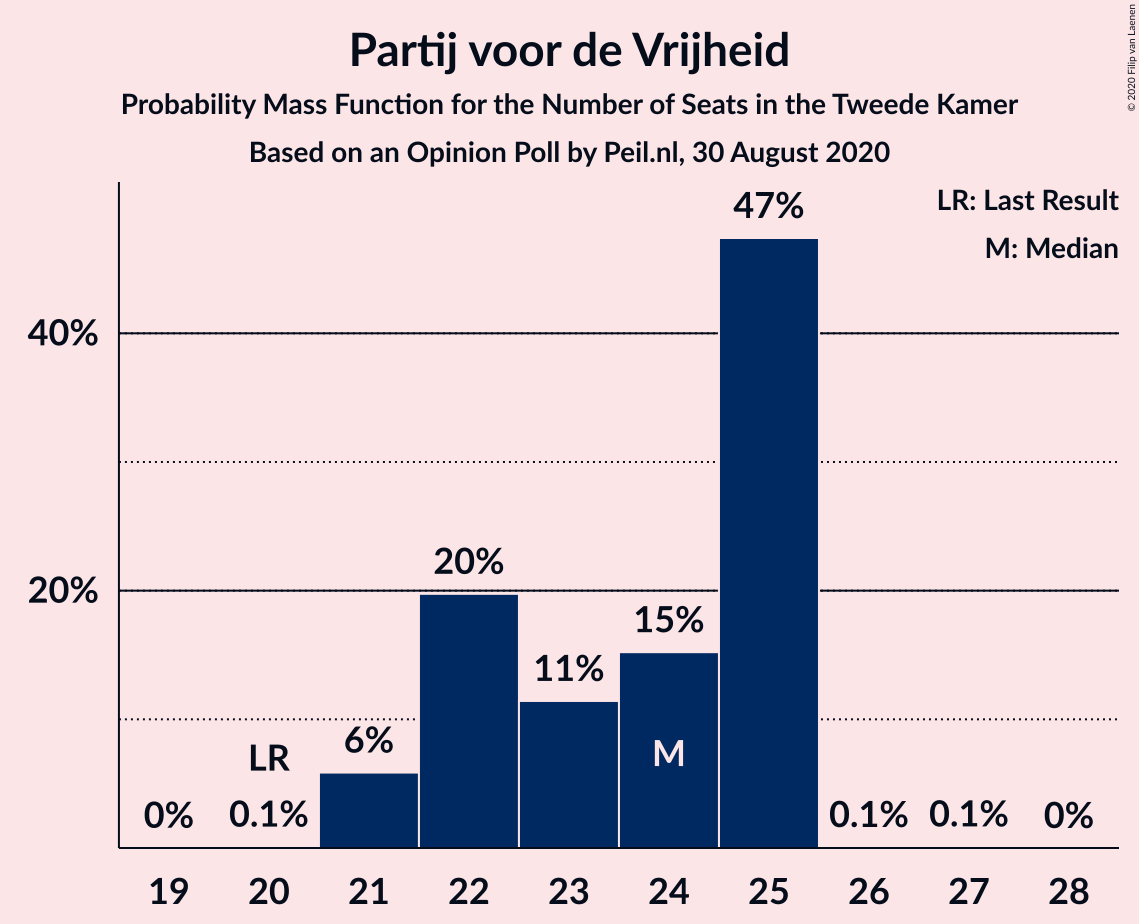 Partij voor de Vrijheid
Probability Mass Function for the Number of Seats in the Tweede Kamer
Based on an Opinion Poll by Peil.nl, 30 August 2020
© 2020 Filip van Laenen
LR: Last Result
M: Median
47%
40%
20%
20%
15%
11%
6%
LR
M
0%
0.1%
0.1%
0.1%
0%
19 20 21 22 23 24 25 26 27 28